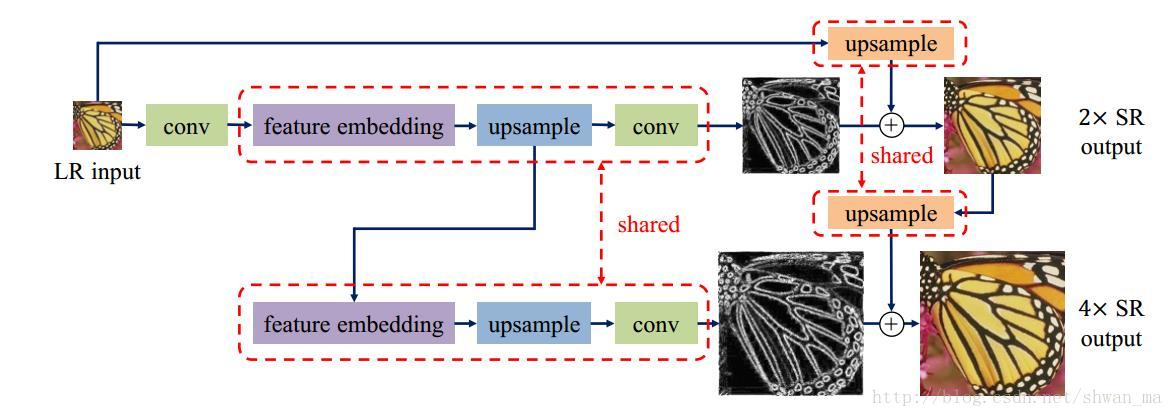 upsample
conv
feature embedding
upsample
conv
+
2× SR
output
LR input
shared
upsample
shared
feature embedding
upsample
conv
+
4× SR
output
http://blog.csdn.net/shwan_ma